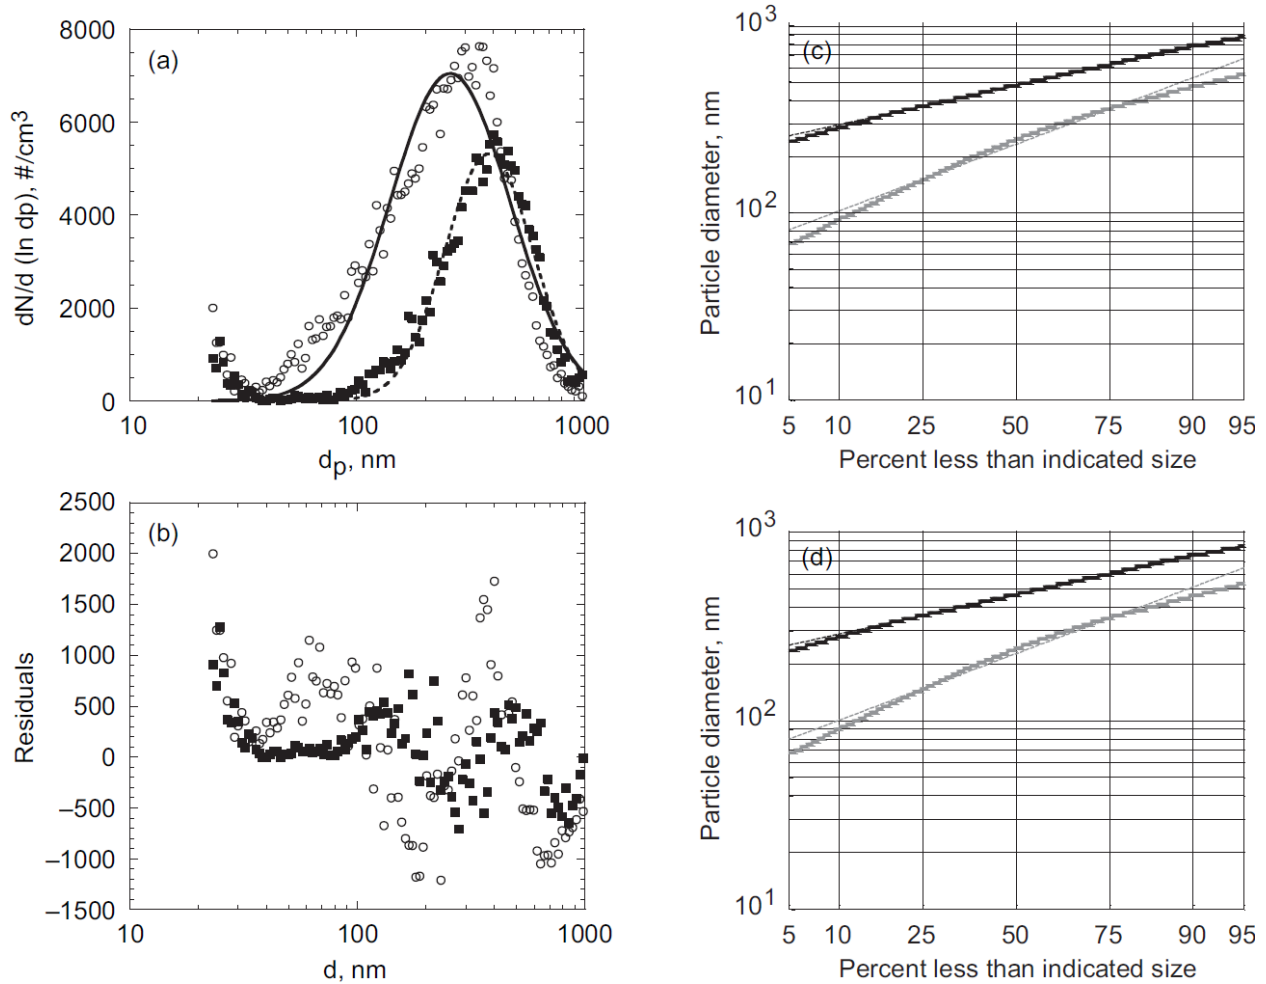 (a)
8000
6000
4000
2000
0
dN/d (ln dp), #/cm³
10
100
1000
dₚ, nm
(b)
2500
2000
1500
1000
500
0
–500
–1000
–1500
Residuals
10
100
1000
d, nm
(c)
10³
10²
10¹
Particle diameter, nm
5 10 25 50 75 90 95
Percent less than indicated size
(d)
10³
10²
10¹
Particle diameter, nm
5 10 25 50 75 90 95
Percent less than indicated size